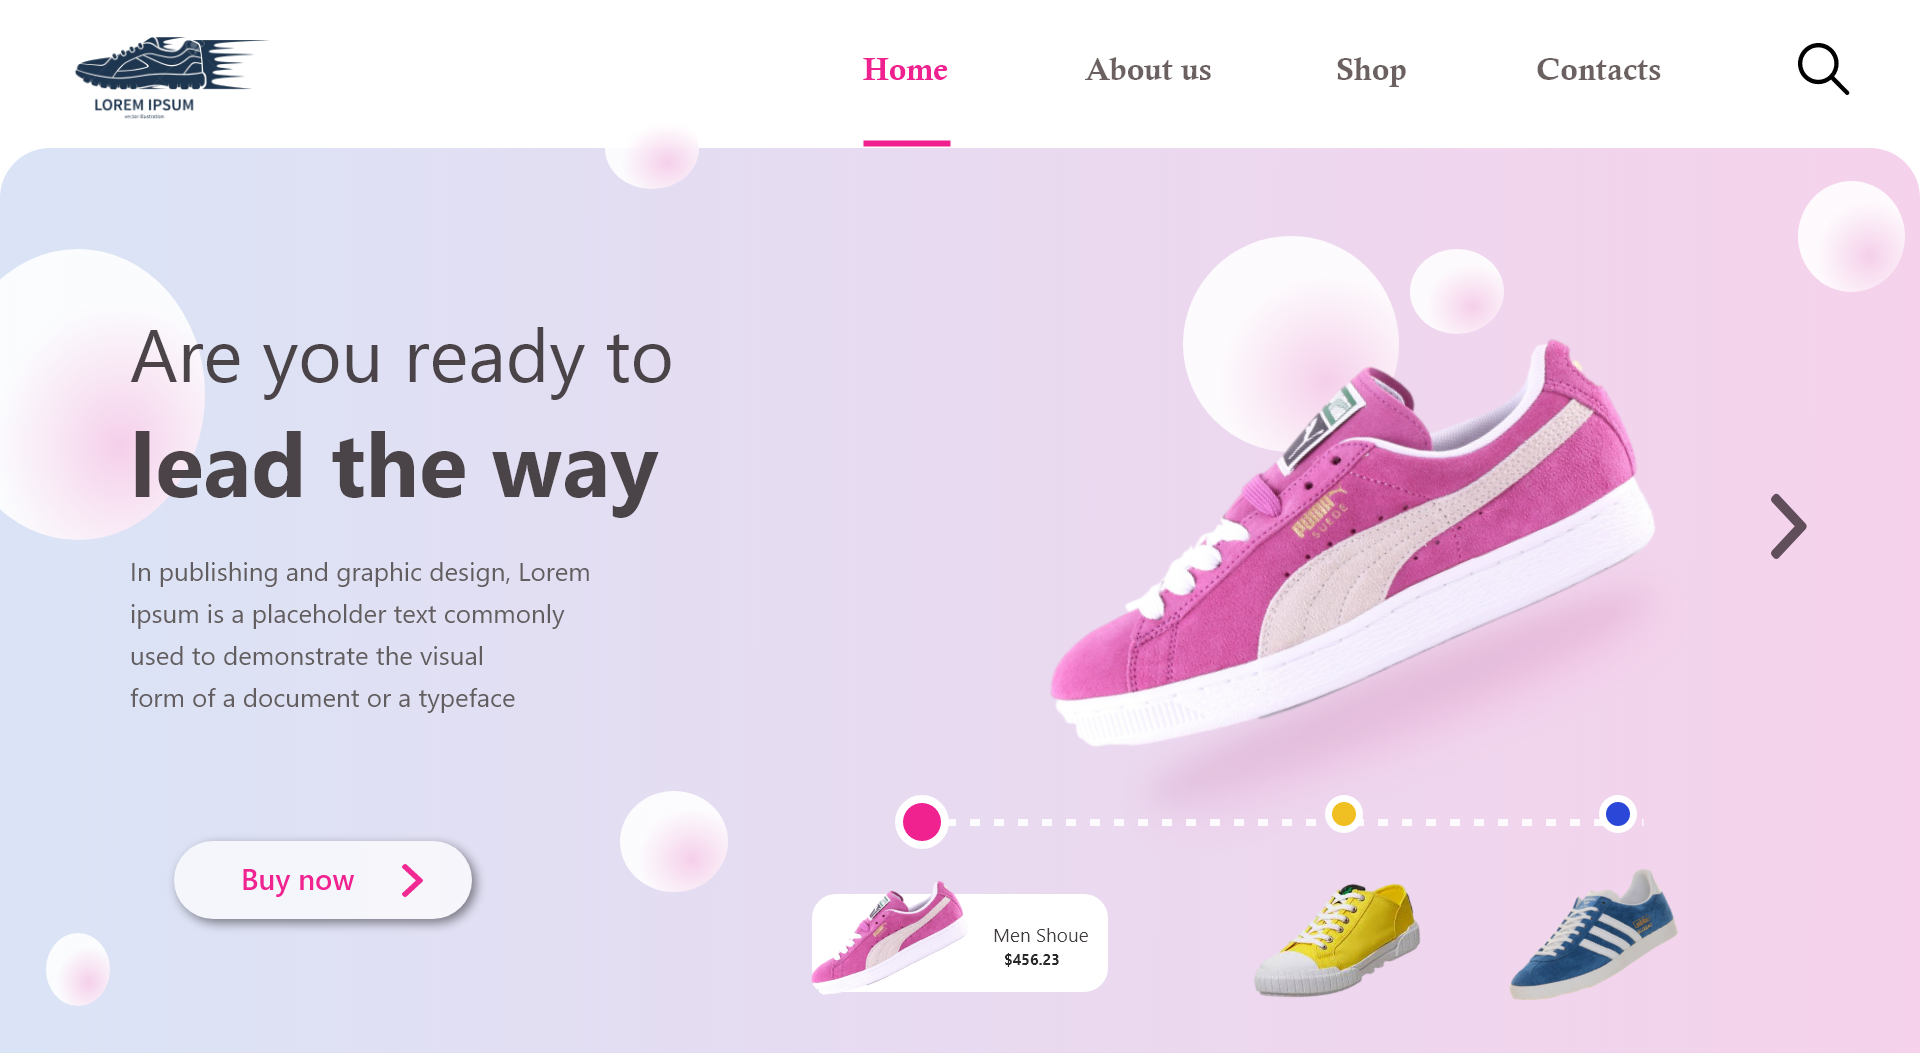 LOREM IPSUM
vector illustration
Home
About us
Shop
Contacts
Are you ready to
lead the way
In publishing and graphic design, Lorem
ipsum is a placeholder text commonly
used to demonstrate the visual
form of a document or a typeface
PUMA
SUEDE
Buy now
Men Shoue
$456.23